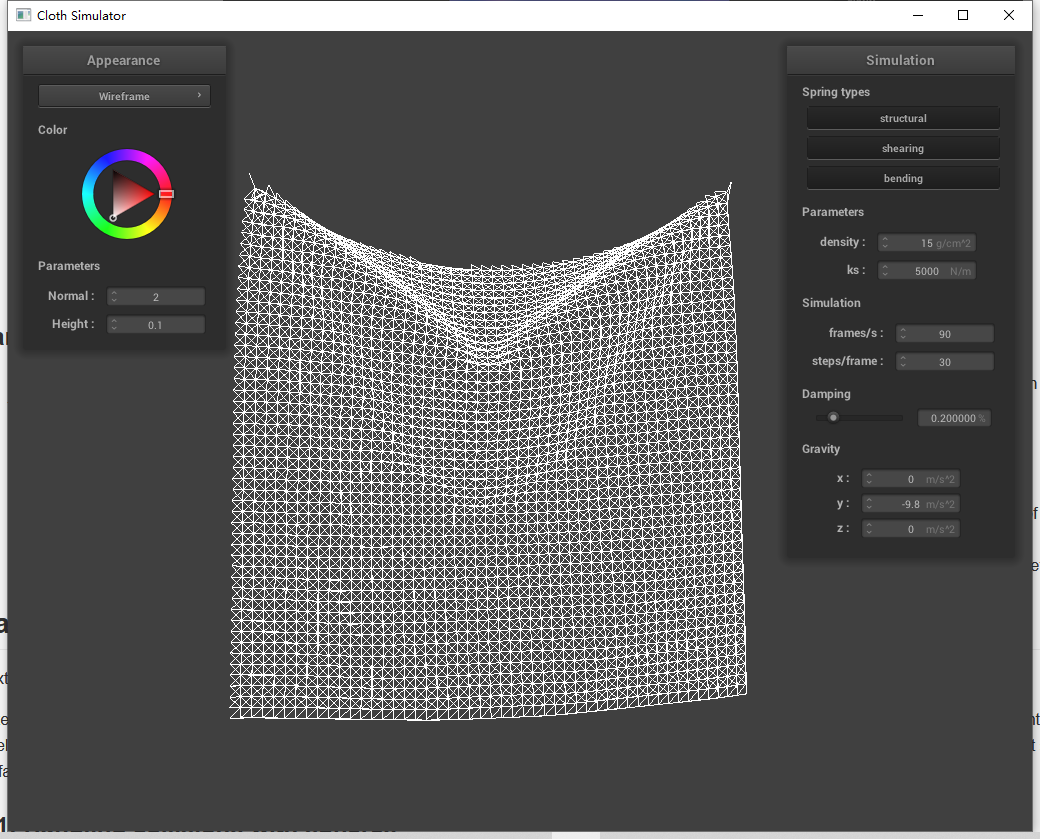 Cloth Simulator
Appearance
Wireframe
Color
Parameters
Normal : 2
Height : 0.1
Simulation
Spring types
structural
shearing
bending
Parameters
density : 15 g/cm^2
ks : 5000 N/m
Simulation
frames/s : 90
steps/frame : 30
Damping
0.200000 %
Gravity
x : 0 m/s^2
y : -9.8 m/s^2
z : 0 m/s^2